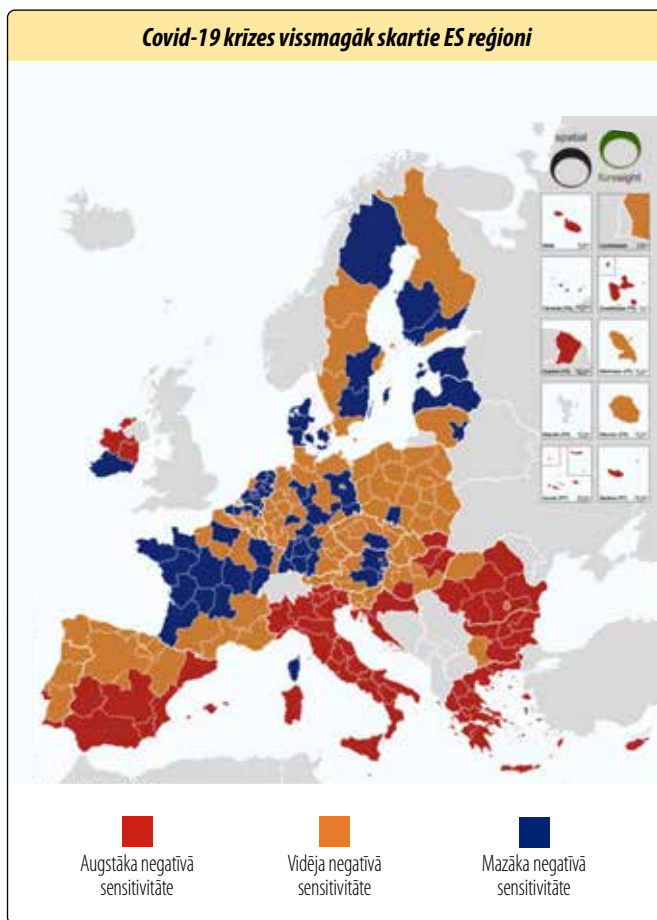 Covid-19 krīzes vissmagāk skartie ES reģioni
spatial
foresight
Augstāka negatīvā
sensitivitāte
Vidēja negatīvā
sensitivitāte
Mazāka negatīvā
sensitivitāte